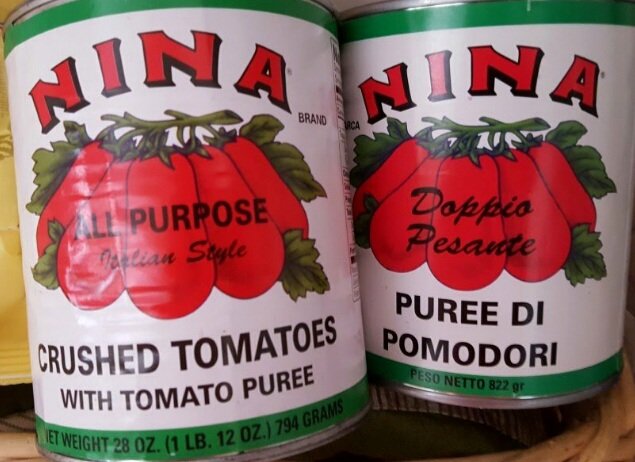 NINA
BRAND
ALL PURPOSE
Italian Style
CRUSHED TOMATOES
WITH TOMATO PUREE
NET WEIGHT 28 OZ. (1 LB. 12 OZ.) 794 GRAMS
NINA
Doppio
Pesante
PUREE DI
POMODORI
PESO NETTO 822 gr